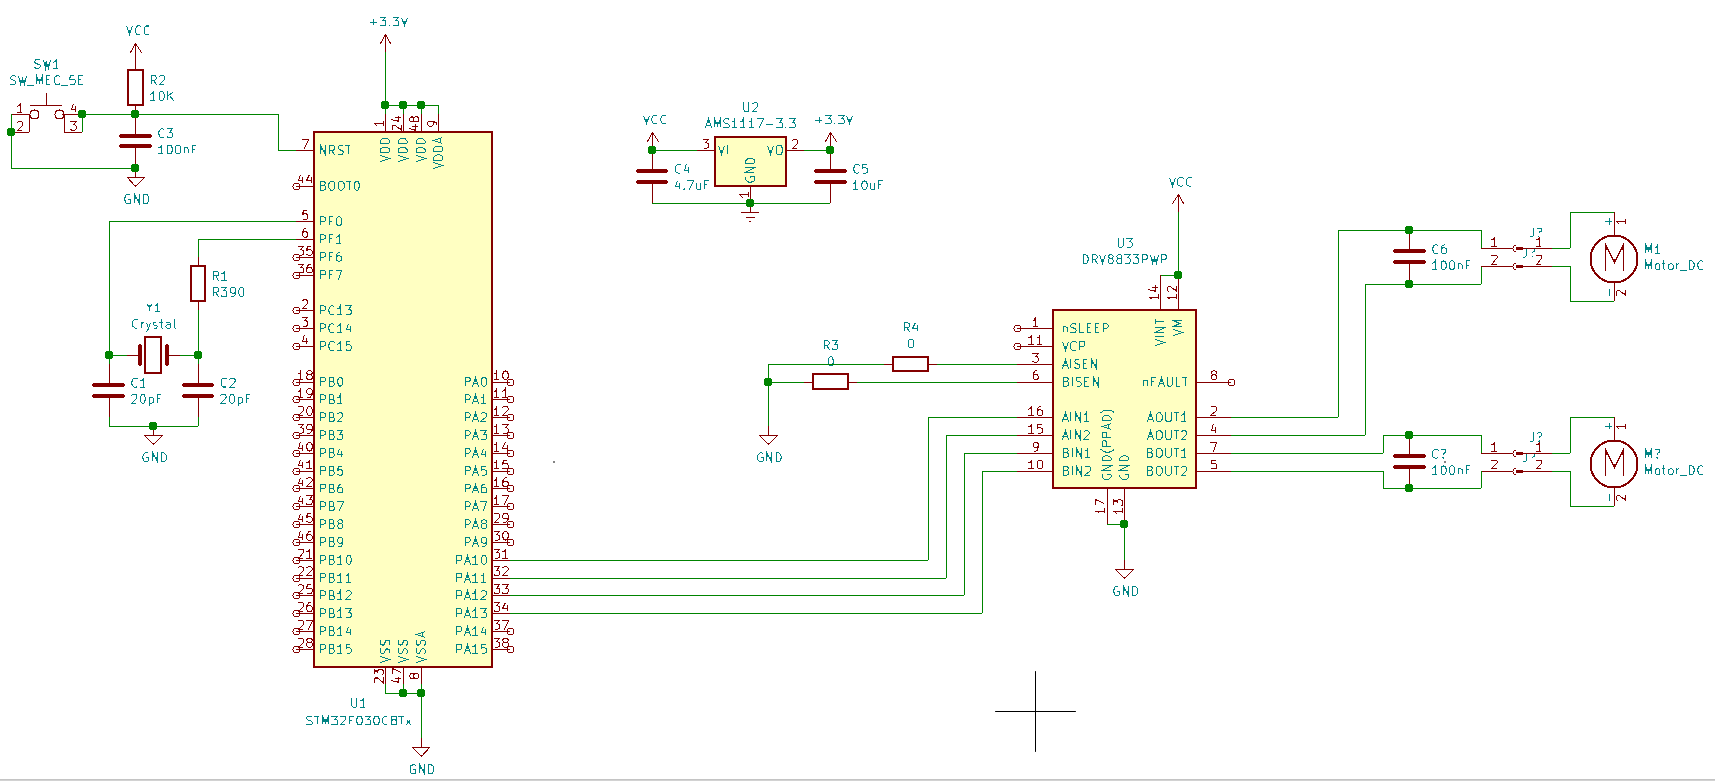 VCC
+3.3V
SW1
SW_MEC_5E
1
2
4
3
R2
10K
C3
100nF
GND
U2
AMS1117-3.3
VCC
+3.3V
3
VI
VO
2
GND
1
C4
4.7uF
C5
10uF
1
24
48
9
VDD
VDD
VDD
VDDA
7
NRST
44
BOOT0
5
PF0
6
PF1
35
PF6
36
PF7
2
PC13
3
PC14
4
PC15
18
PB0
19
PB1
20
PB2
39
PB3
40
PB4
41
PB5
42
PB6
43
PB7
45
PB8
46
PB9
21
PB10
22
PB11
25
PB12
26
PB13
27
PB14
28
PB15
PA0
10
PA1
11
PA2
12
PA3
13
PA4
14
PA5
15
PA6
16
PA7
17
PA8
29
PA9
30
PA10
31
PA11
32
PA12
33
PA13
34
PA14
37
PA15
38
VSS
VSS
VSSA
23
47
8
U1
STM32F030C8Tx
GND
R1
R390
Y1
Crystal
C1
20pF
C2
20pF
GND
VCC
U3
DRV8833PWP
14
12
VINT
VM
1
nSLEEP
11
VCP
3
AISEN
6
BISEN
16
AIN1
15
AIN2
9
BIN1
10
BIN2
nFAULT
8
AOUT1
2
AOUT2
4
BOUT1
7
BOUT2
5
GND(PPAD)
GND
17
13
GND
R3
0
R4
0
GND
C6
100nF
J?
1
1
J?
2
2
+
1
M
-
2
M1
Motor_DC
C?
100nF
J?
1
1
J?
2
2
+
1
M
-
2
M?
Motor_DC